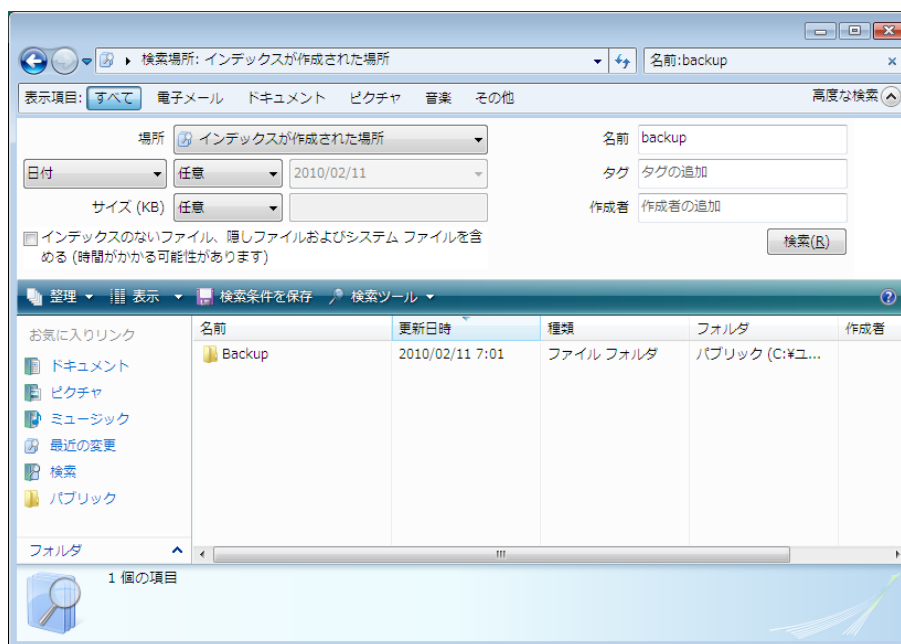 検索場所: インデックスが作成された場所
名前:backup
表示項目: すべて 電子メール ドキュメント ピクチャ 音楽 その他 高度な検索
場所 インデックスが作成された場所 名前 backup
日付 任意 2010/02/11 タグ タグの追加
サイズ (KB) 任意 作成者 作成者の追加
インデックスのないファイル、隠しファイルおよびシステム ファイルを含
める (時間がかかる可能性があります)
検索(R)
整理 表示 検索条件を保存 検索ツール
お気に入りリンク
ドキュメント
ピクチャ
ミュージック
最近の変更
検索
パブリック
フォルダ
名前 更新日時 種類 フォルダ 作成者
Backup 2010/02/11 7:01 ファイル フォルダ パブリック (C:¥ユ...
1 個の項目